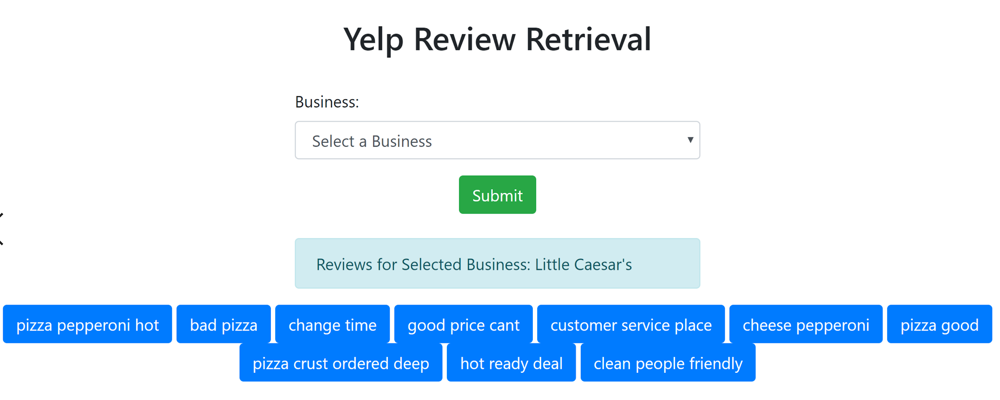 Yelp Review Retrieval
Business:
Select a Business
Submit
Reviews for Selected Business: Little Caesar's
pizza pepperoni hot bad pizza change time good price cant customer service place cheese pepperoni pizza good
pizza crust ordered deep hot ready deal clean people friendly